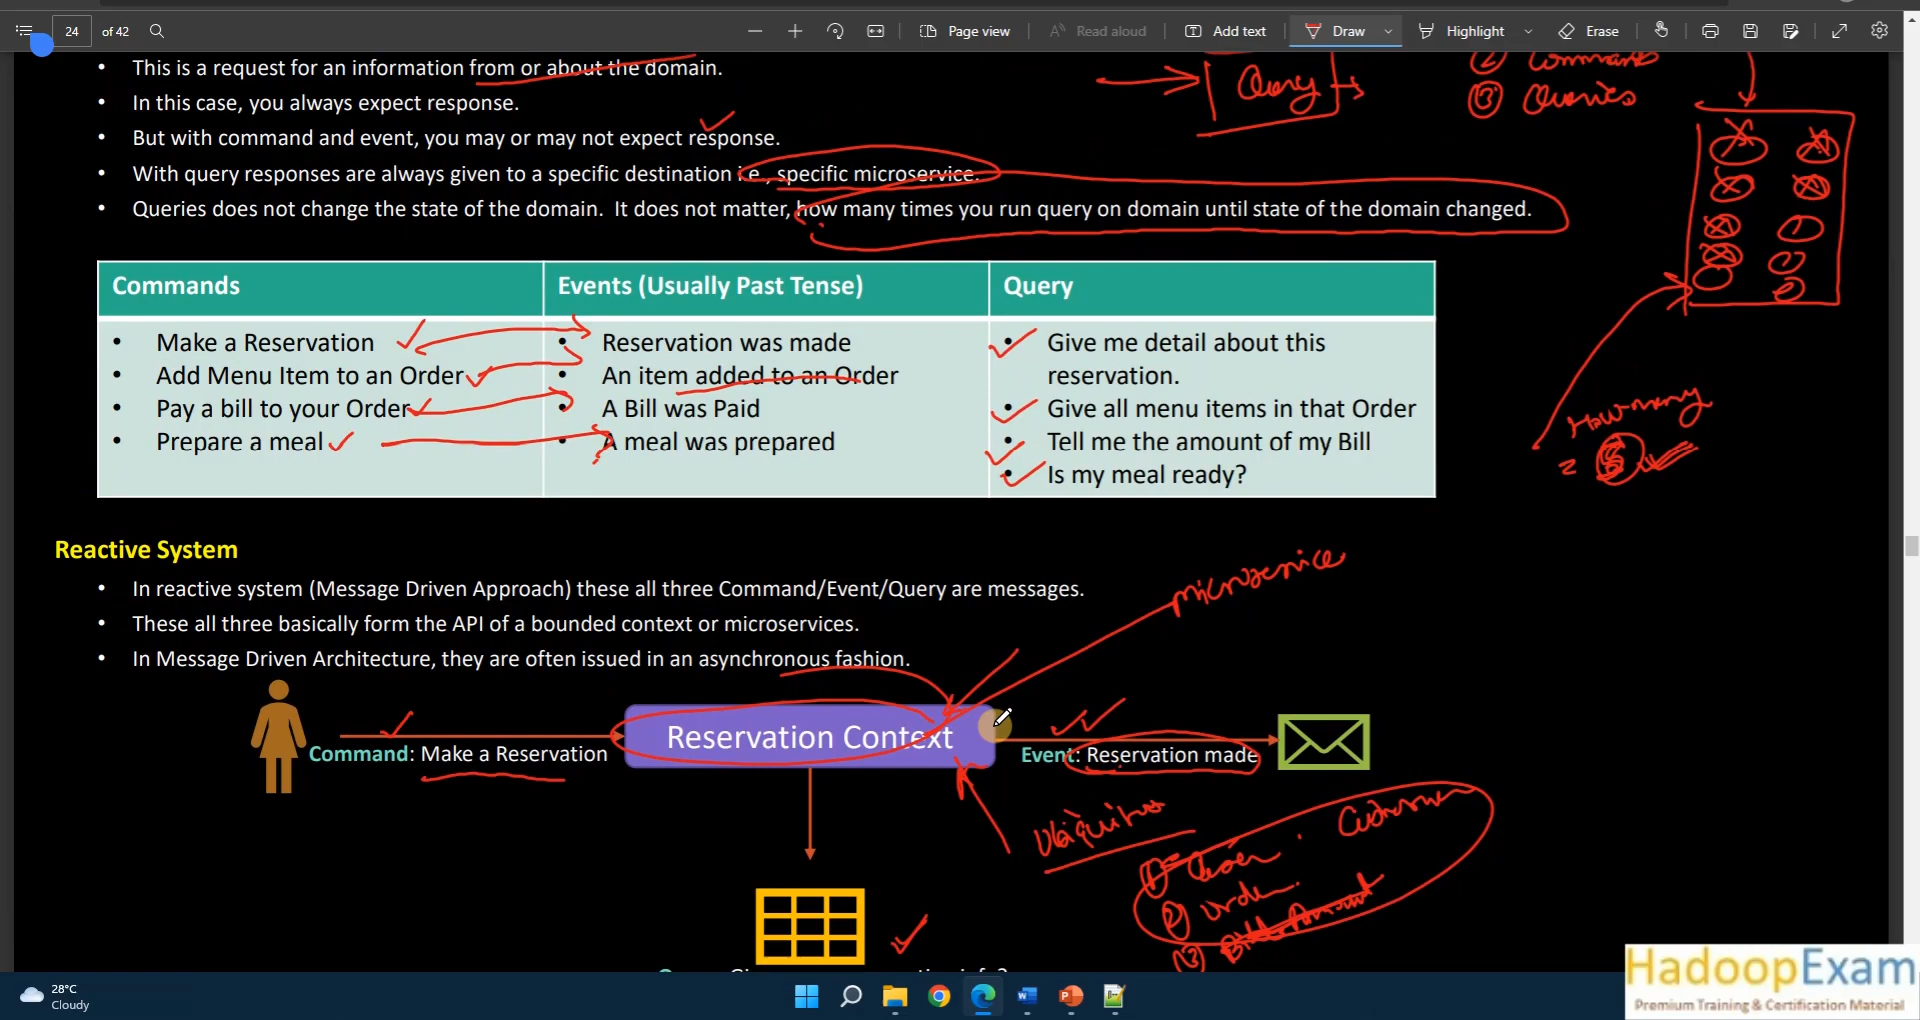 24 of 42 Page view Read aloud Add text Draw Highlight Erase
This is a request for an information from or about the domain.
In this case, you always expect response.
But with command and event, you may or may not expect response.
With query responses are always given to a specific destination i.e., specific microservice.
Queries does not change the state of the domain. It does not matter, how many times you run query on domain until state of the domain changed.
Query
② Commands
③ Queries
Commands
Make a Reservation
Add Menu Item to an Order
Pay a bill to your Order
Prepare a meal
Events (Usually Past Tense)
Reservation was made
An item added to an Order
A Bill was Paid
A meal was prepared
Query
Give me detail about this
reservation.
Give all menu items in that Order
Tell me the amount of my Bill
Is my meal ready?
How many
Reactive System
In reactive system (Message Driven Approach) these all three Command/Event/Query are messages.
These all three basically form the API of a bounded context or microservices.
In Message Driven Architecture, they are often issued in an asynchronous fashion.
microservice
Command: Make a Reservation
Reservation Context
Event: Reservation made
② Order
③ Bill Amount
HadoopExam
Premium Training & Certification Material
28°C
Cloudy